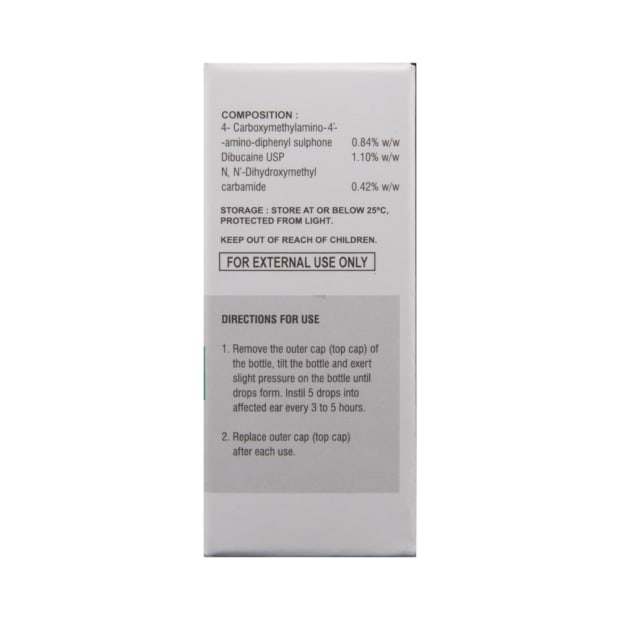 COMPOSITION :
4- Carboxymethylamino-4'-
-amino-diphenyl sulphone 0.84% w/w
Dibucaine USP 1.10% w/w
N, N'-Dihydroxymethyl
carbamide 0.42% w/w
STORAGE : STORE AT OR BELOW 25ºC,
PROTECTED FROM LIGHT.
KEEP OUT OF REACH OF CHILDREN.
FOR EXTERNAL USE ONLY
DIRECTIONS FOR USE
1. Remove the outer cap (top cap) of
the bottle, tilt the bottle and exert
slight pressure on the bottle until
drops form. Instil 5 drops into
affected ear every 3 to 5 hours.
2. Replace outer cap (top cap)
after each use.